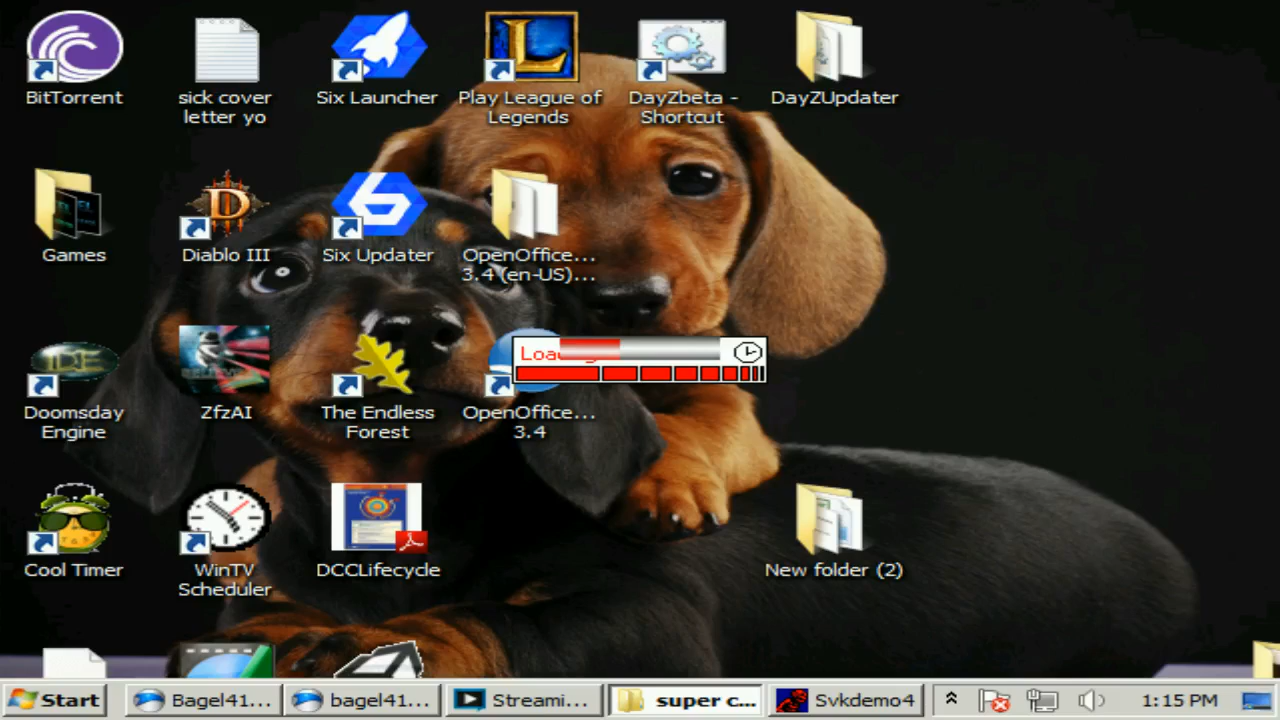 BitTorrent
sick cover
letter yo
Six Launcher
Play League of
Legends
DayZbeta -
Shortcut
DayZUpdater
Games
Diablo III
Six Updater
OpenOffice...
3.4 (en-US)...
Doomsday
Engine
ZfzAI
The Endless
Forest
OpenOffice...
3.4
Cool Timer
WinTV
Scheduler
DCCLifecycle
New folder (2)
Start
Bagel41...
bagel41...
Streami...
super c...
Svkdemo4
1:15 PM